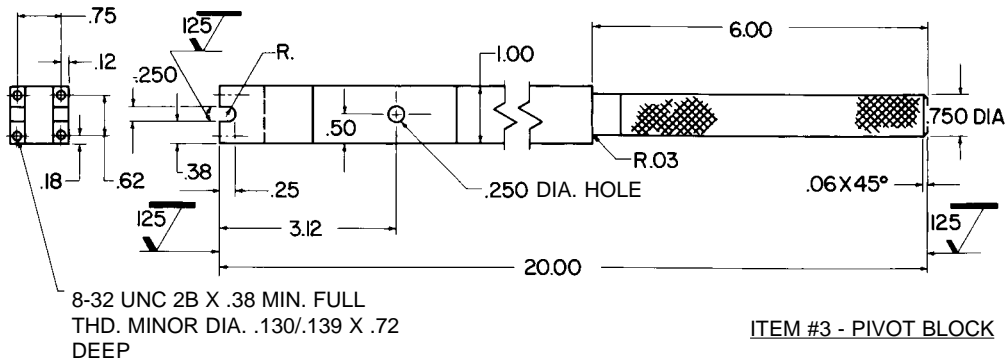 .75
125
.12
.250
R.
1.00
6.00
.50
.750 DIA
R.03
.18
.62
.38
.25
.250 DIA. HOLE
.06X45°
125
3.12
125
20.00
8-32 UNC 2B X .38 MIN. FULL
THD. MINOR DIA. .130/.139 X .72
DEEP
ITEM #3 - PIVOT BLOCK